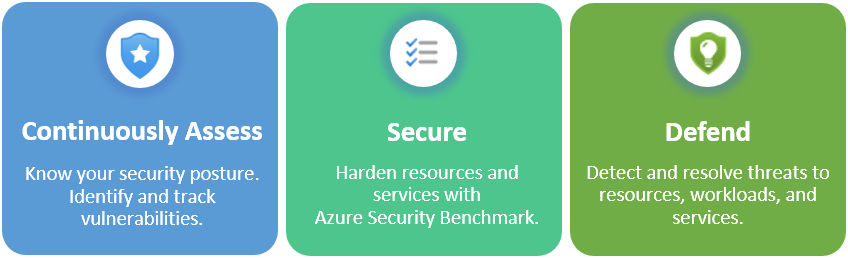 Continuously Assess
Know your security posture.
Identify and track
vulnerabilities.
Secure
Harden resources and
services with
Azure Security Benchmark.
Defend
Detect and resolve threats to
resources, workloads, and
services.